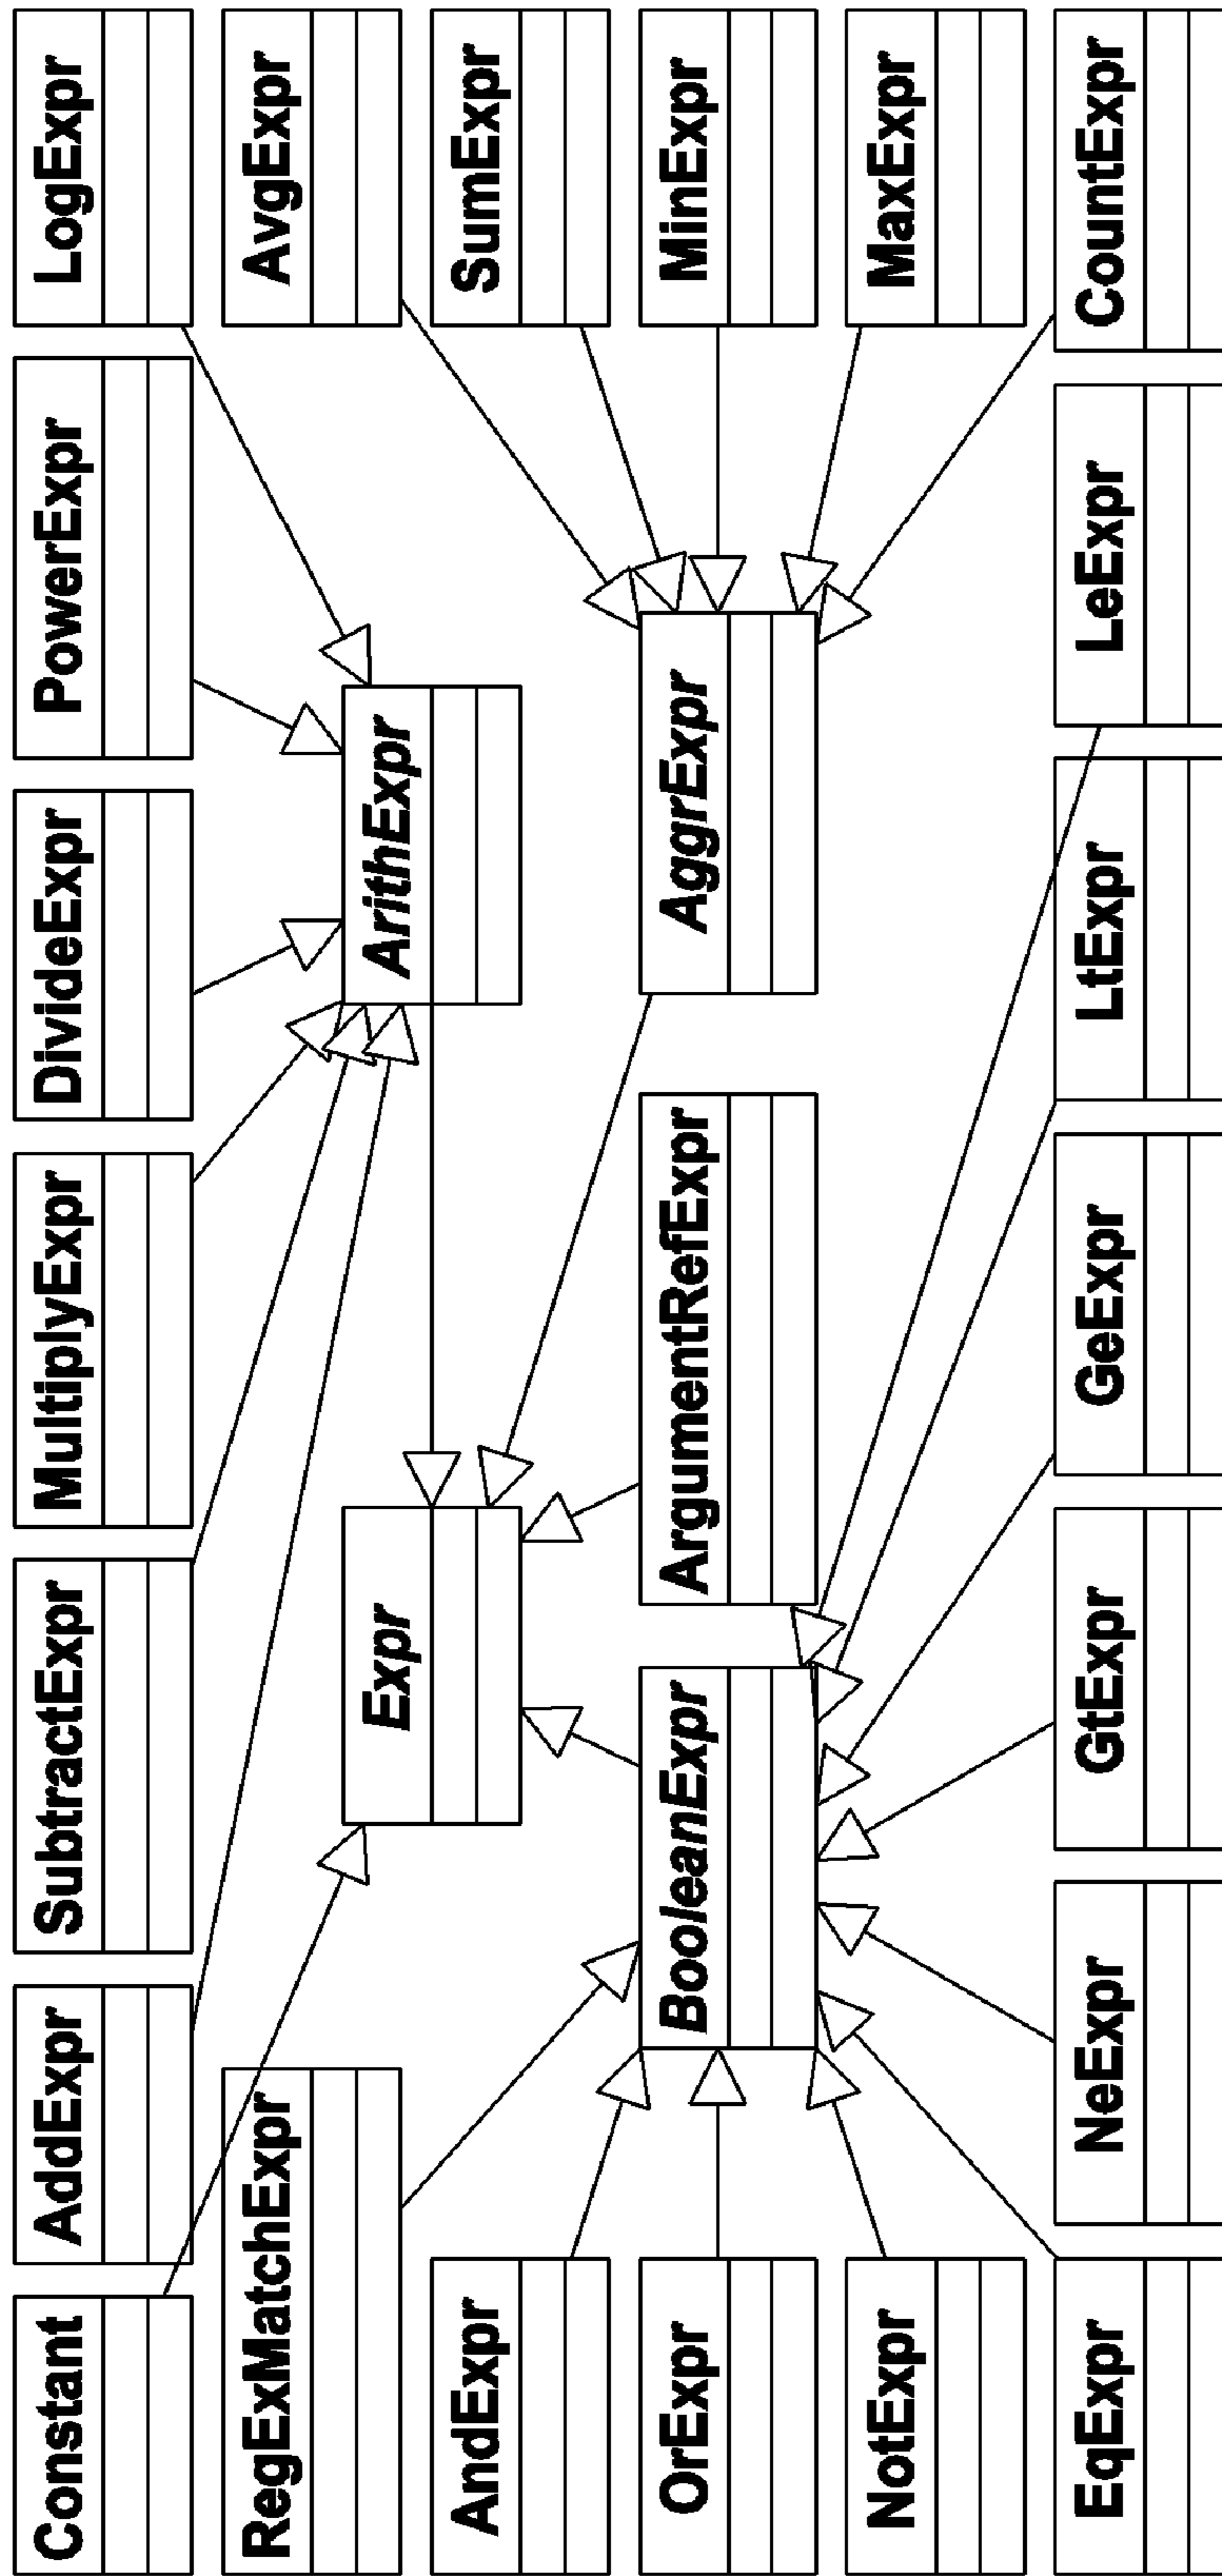 Constant
AddExpr
SubtractExpr
MultiplyExpr
DivideExpr
PowerExpr
LogExpr
RegExMatchExpr
AvgExpr
Expr
ArithExpr
AndExpr
SumExpr
OrExpr
BooleanExpr
ArgumentRefExpr
AggrExpr
MinExpr
NotExpr
MaxExpr
EqExpr
NeExpr
GtExpr
GeExpr
LtExpr
LeExpr
CountExpr